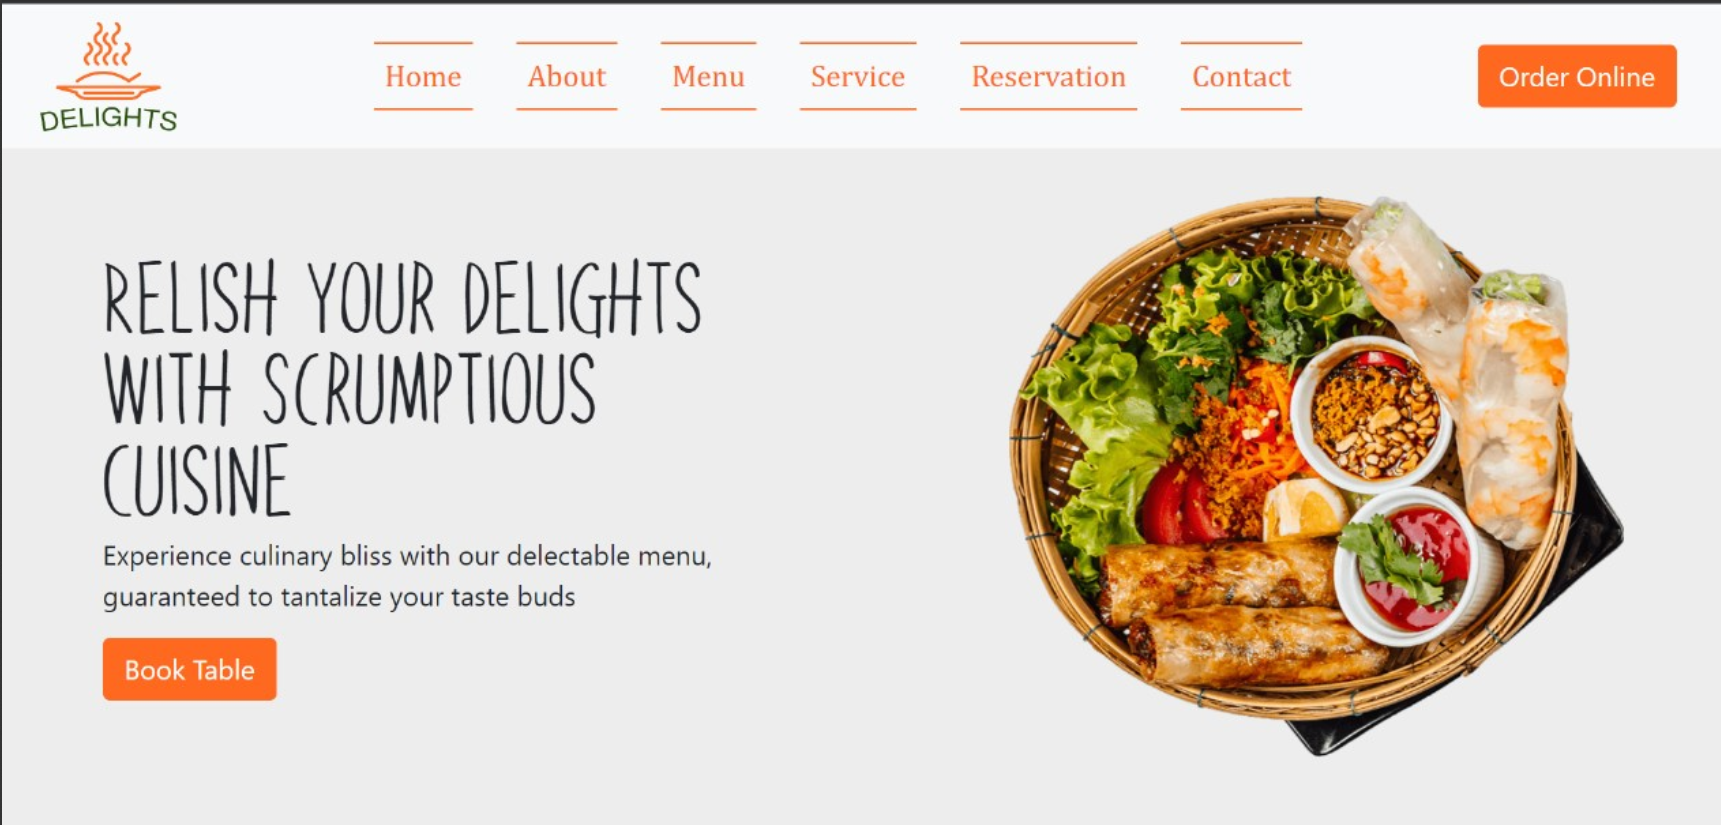 DELIGHTS
Home About Menu Service Reservation Contact
Order Online
RELISH YOUR DELIGHTS
WITH SCRUMPTIOUS
CUISINE
Experience culinary bliss with our delectable menu,
guaranteed to tantalize your taste buds
Book Table